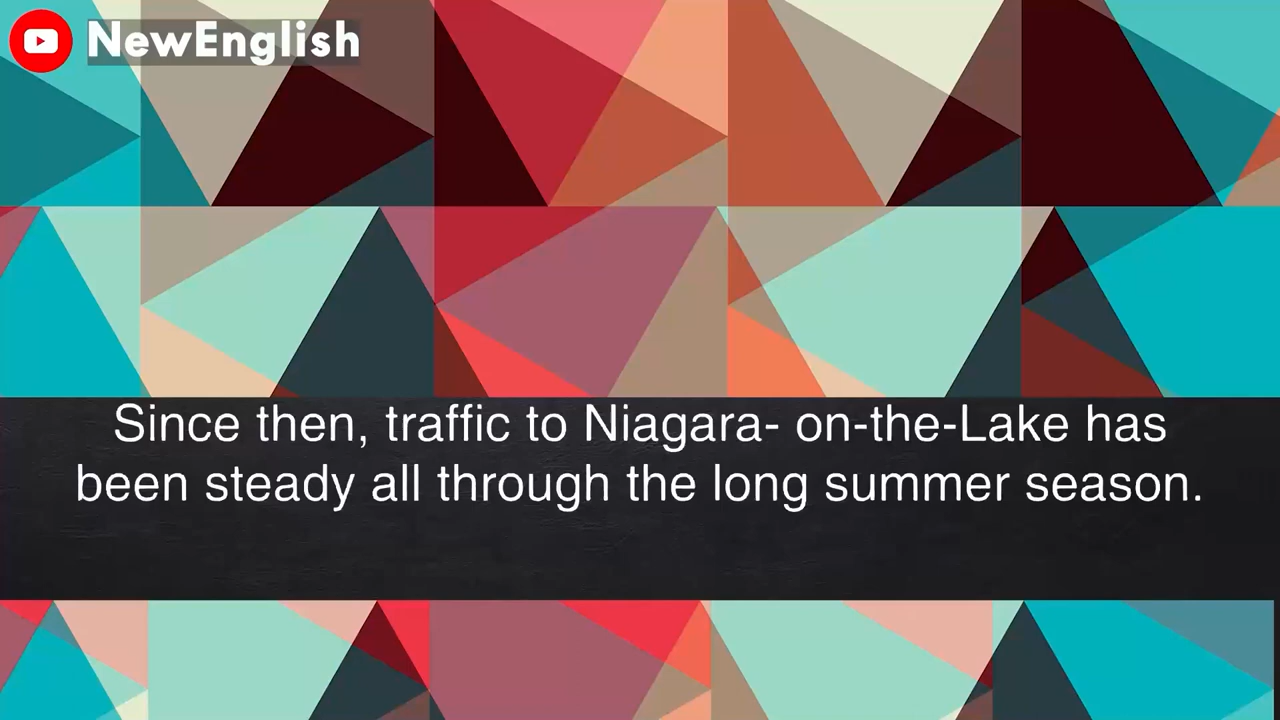 NewEnglish
Since then, traffic to Niagara- on-the-Lake has
been steady all through the long summer season.